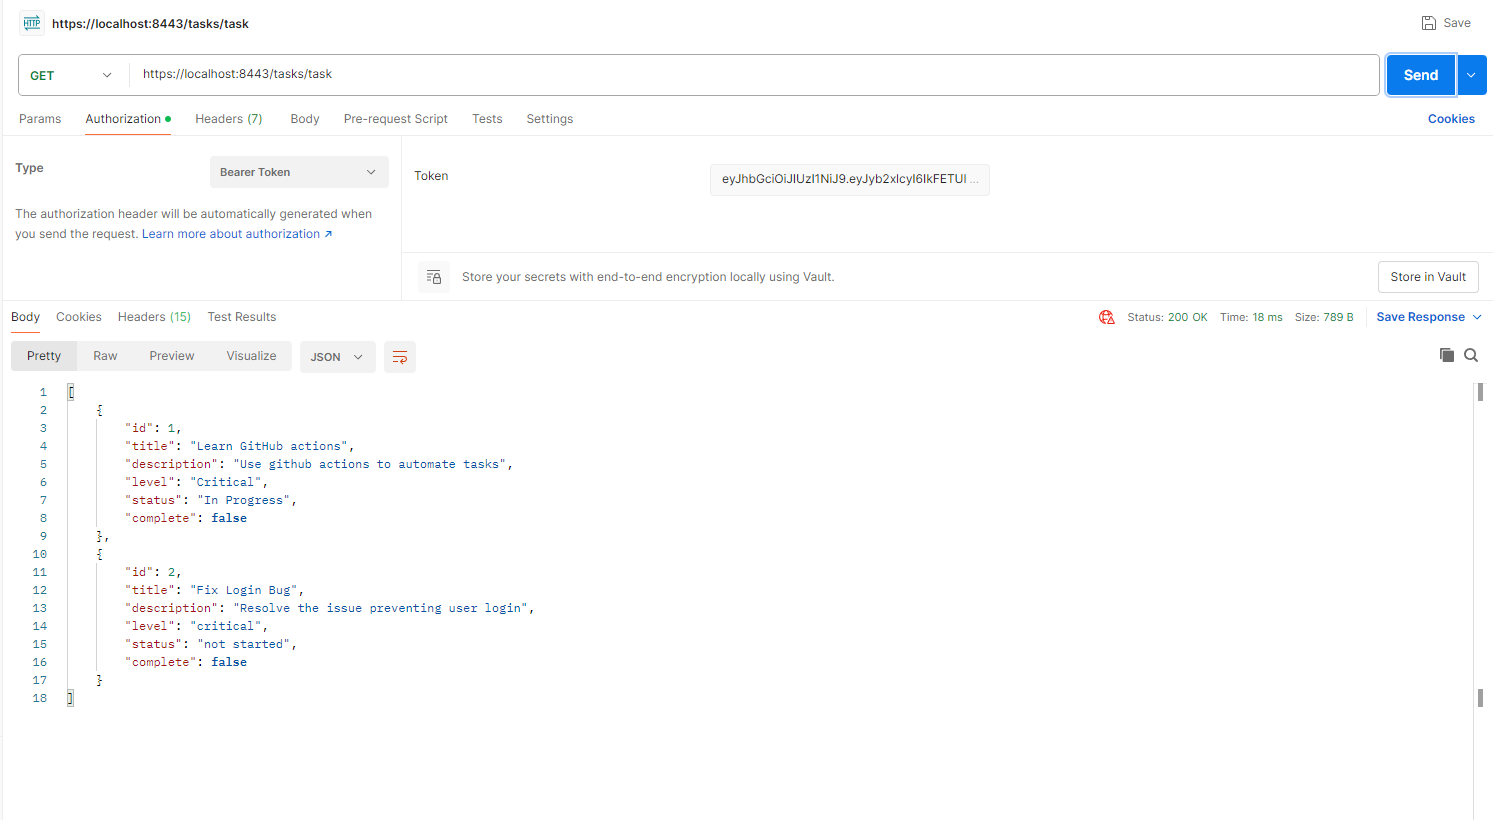 HTTP https://localhost:8443/tasks/task Save
GET https://localhost:8443/tasks/task Send
Params Authorization Headers (7) Body Pre-request Script Tests Settings Cookies
Type Bearer Token
The authorization header will be automatically generated when
you send the request. Learn more about authorization ↗
Token eyJhbGciOiJIUzI1NiJ9.eyJyb2xlcyI6IkFETUI ...
Store your secrets with end-to-end encryption locally using Vault. Store in Vault
Body Cookies Headers (15) Test Results Status: 200 OK Time: 18 ms Size: 789 B Save Response
Pretty Raw Preview Visualize JSON
1 [
2 {
3 "id": 1,
4 "title": "Learn GitHub actions",
5 "description": "Use github actions to automate tasks",
6 "level": "Critical",
7 "status": "In Progress",
8 "complete": false
9 },
10 {
11 "id": 2,
12 "title": "Fix Login Bug",
13 "description": "Resolve the issue preventing user login",
14 "level": "critical",
15 "status": "not started",
16 "complete": false
17 }
18 ]